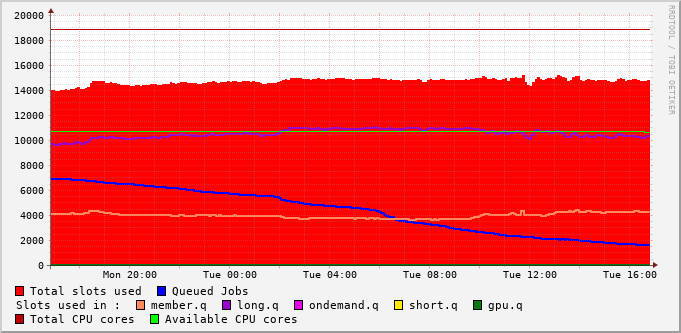 20000
18000
16000
14000
12000
10000
8000
6000
4000
2000
0
Mon 20:00 Tue 00:00 Tue 04:00 Tue 08:00 Tue 12:00 Tue 16:00
Total slots used Queued Jobs
Slots used in : member.q long.q ondemand.q short.q gpu.q
Total CPU cores Available CPU cores
RRDTOOL / TOBI OETIKER